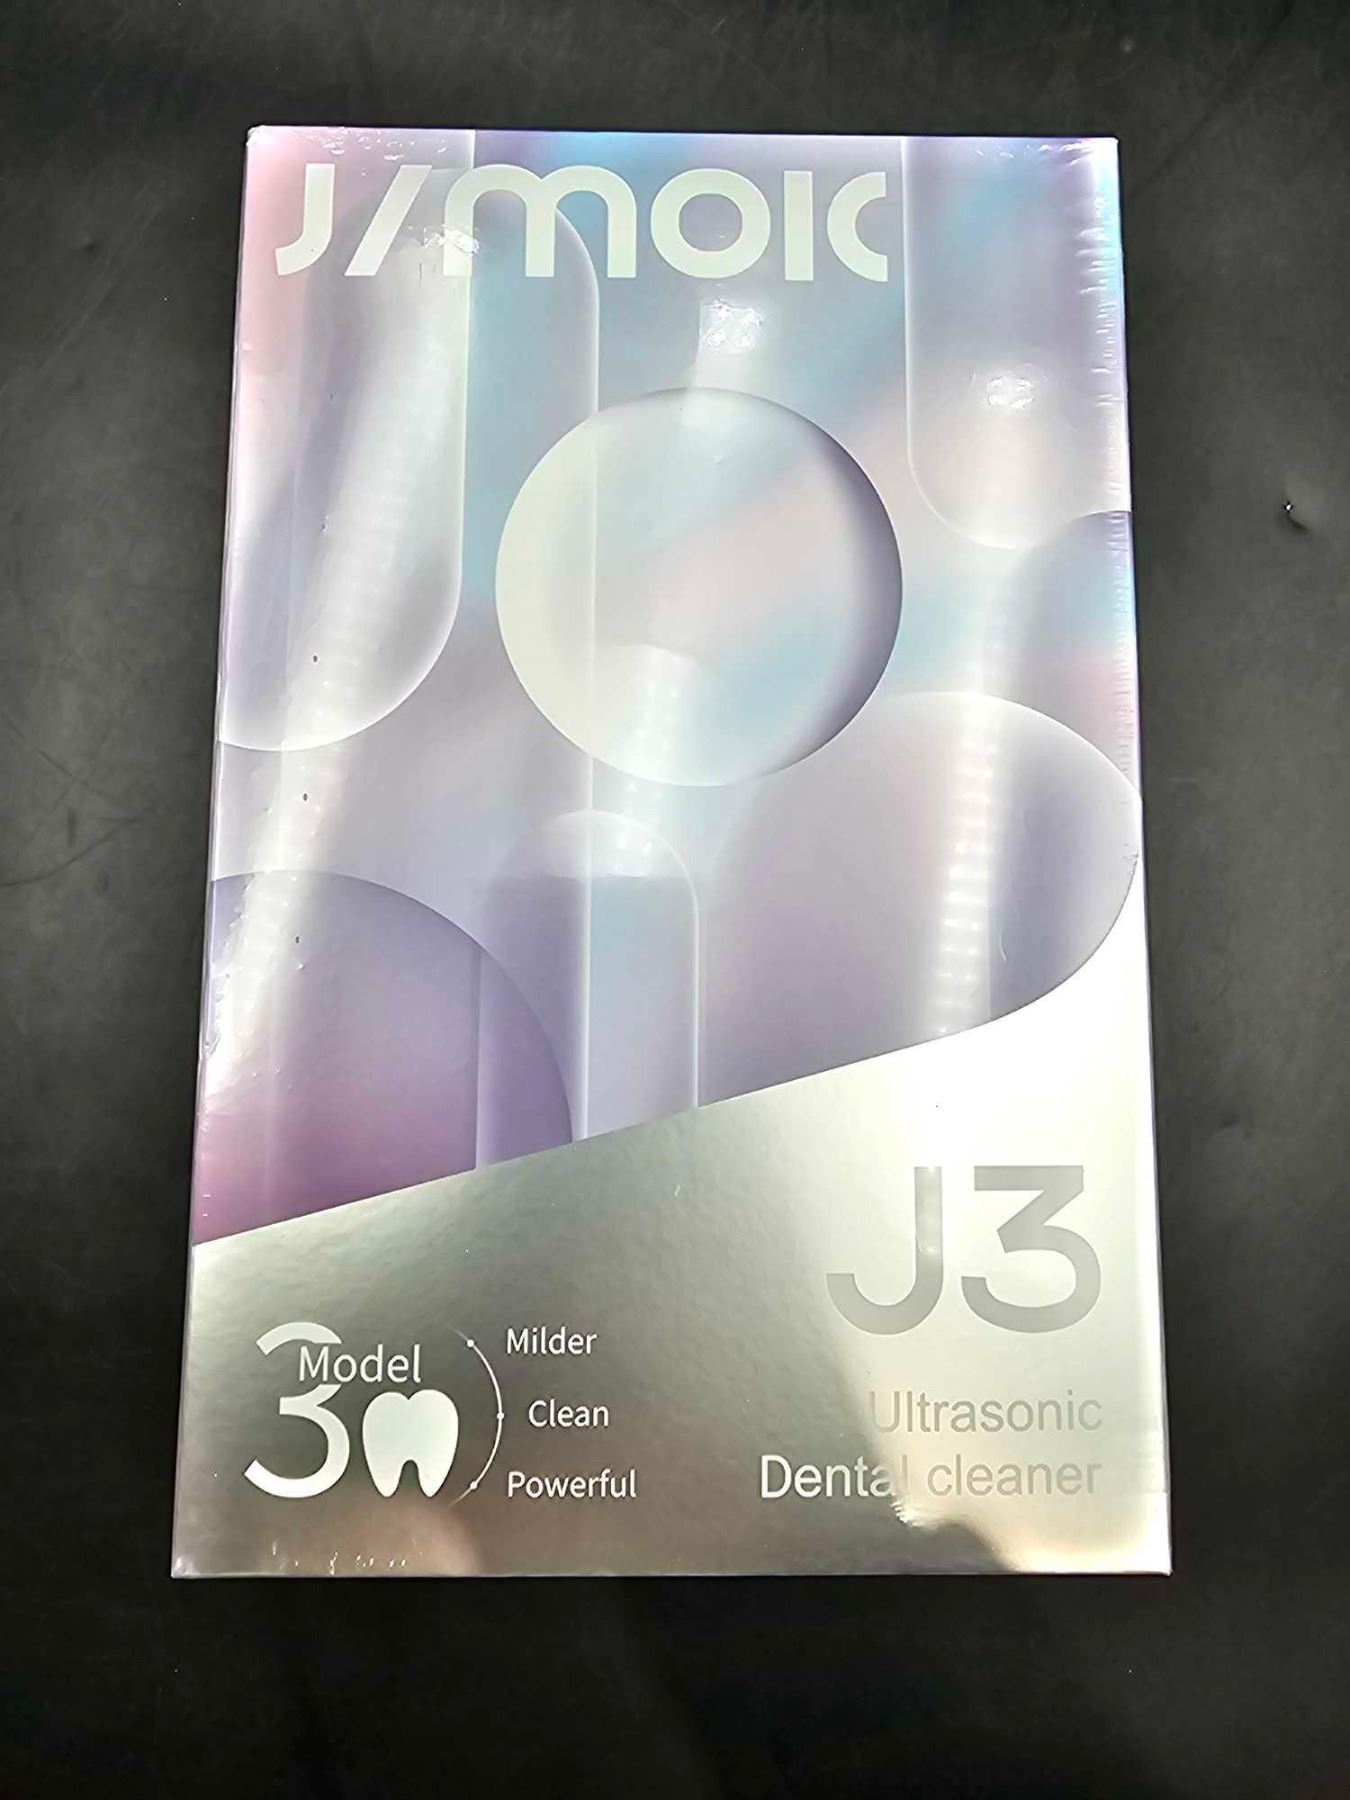 J/MOIC
J3
3 Model
Milder
Clean
Powerful
Ultrasonic
Dental cleaner